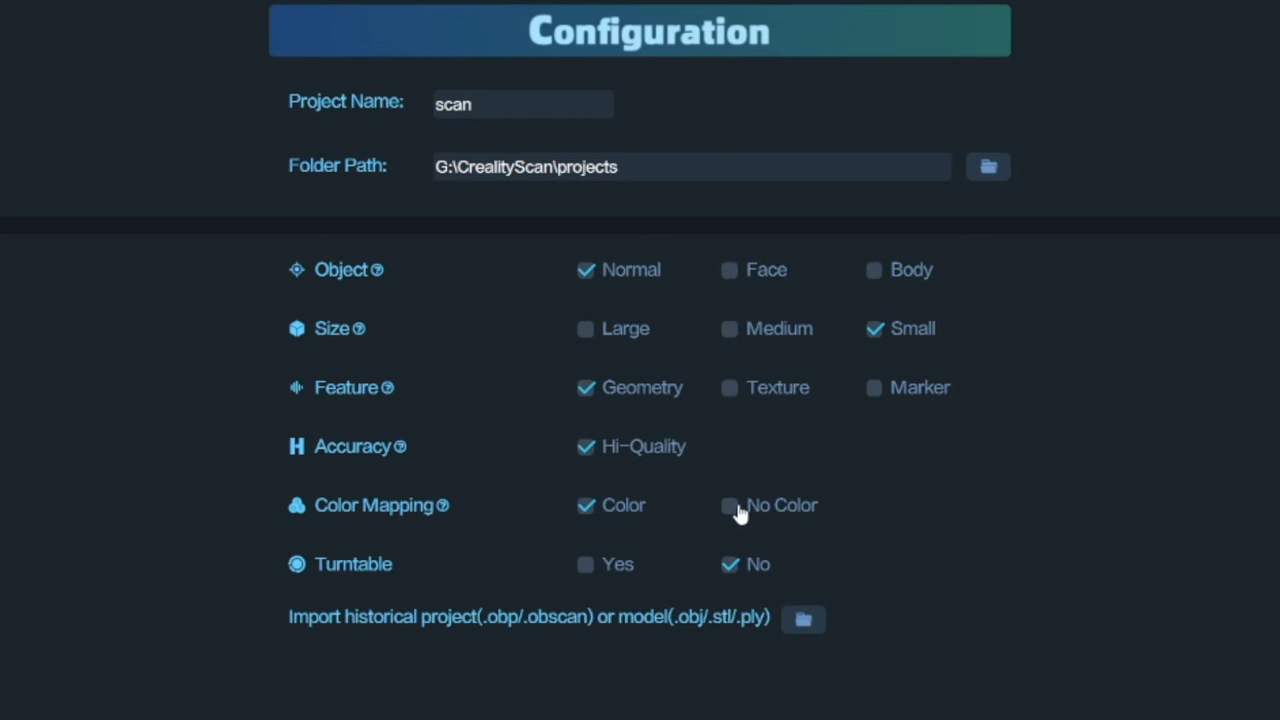 Configuration
Project Name: scan
Folder Path: G:\CrealityScan\projects
Object Normal Face Body
Size Large Medium Small
Feature Geometry Texture Marker
H Accuracy Hi-Quality
Color Mapping Color No Color
Turntable Yes No
Import historical project(.obp/.obscan) or model(.obj/.stl/.ply)